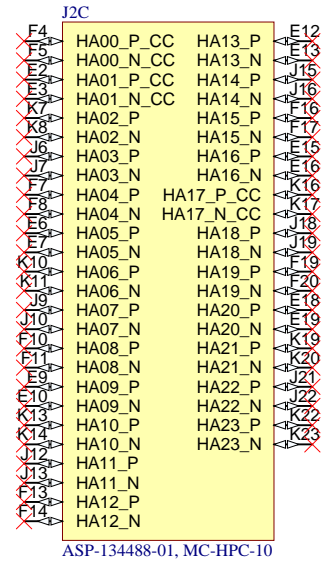 J2C
F4 HA00_P_CC HA13_P E12
F5 HA00_N_CC HA13_N E13
E2 HA01_P_CC HA14_P J15
E3 HA01_N_CC HA14_N J16
K7 HA02_P HA15_P F16
K8 HA02_N HA15_N F17
J6 HA03_P HA16_P E15
J7 HA03_N HA16_N E16
F7 HA04_P HA17_P_CC K16
F8 HA04_N HA17_N_CC K17
E6 HA05_P HA18_P J18
E7 HA05_N HA18_N J19
K10 HA06_P HA19_P F19
K11 HA06_N HA19_N F20
J9 HA07_P HA20_P E18
J10 HA07_N HA20_N E19
F10 HA08_P HA21_P K19
F11 HA08_N HA21_N K20
E9 HA09_P HA22_P J21
E10 HA09_N HA22_N J22
K13 HA10_P HA23_P K22
K14 HA10_N HA23_N K23
J12 HA11_P
J13 HA11_N
F13 HA12_P
F14 HA12_N
ASP-134488-01, MC-HPC-10